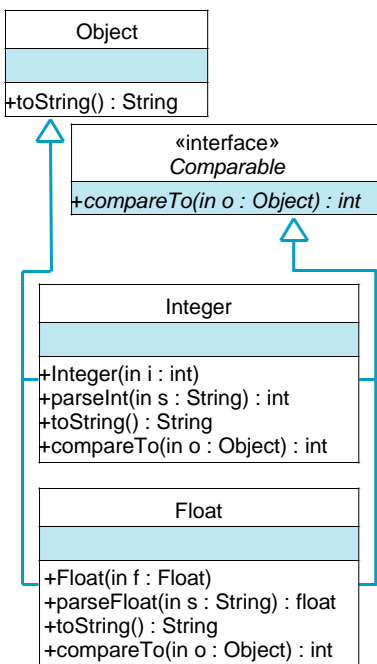 Object
+toString() : String
«interface»
Comparable
+compareTo(in o : Object) : int
Integer
+Integer(in i : int)
+parseInt(in s : String) : int
+toString() : String
+compareTo(in o : Object) : int
Float
+Float(in f : Float)
+parseFloat(in s : String) : float
+toString() : String
+compareTo(in o : Object) : int